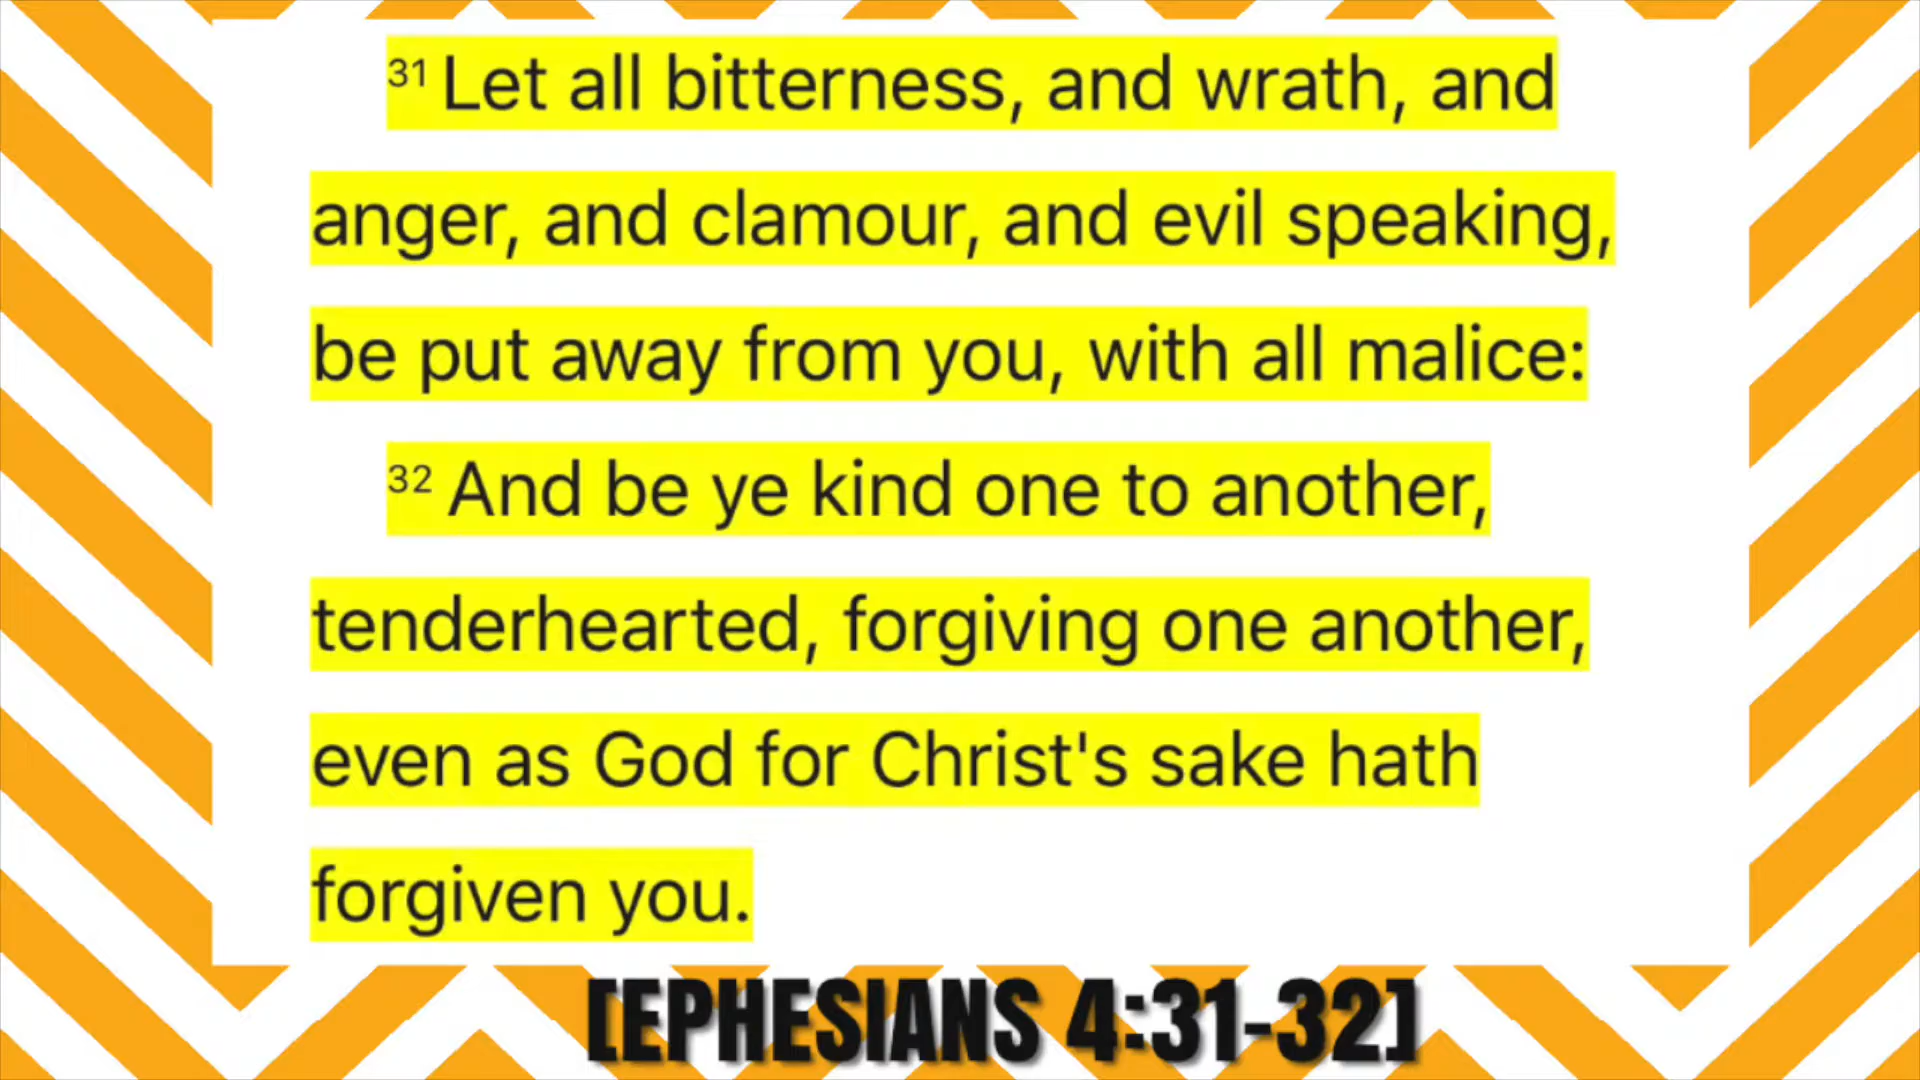 31 Let all bitterness, and wrath, and
anger, and clamour, and evil speaking,
be put away from you, with all malice:
32 And be ye kind one to another,
tenderhearted, forgiving one another,
even as God for Christ's sake hath
forgiven you.
[EPHESIANS 4:31-32]